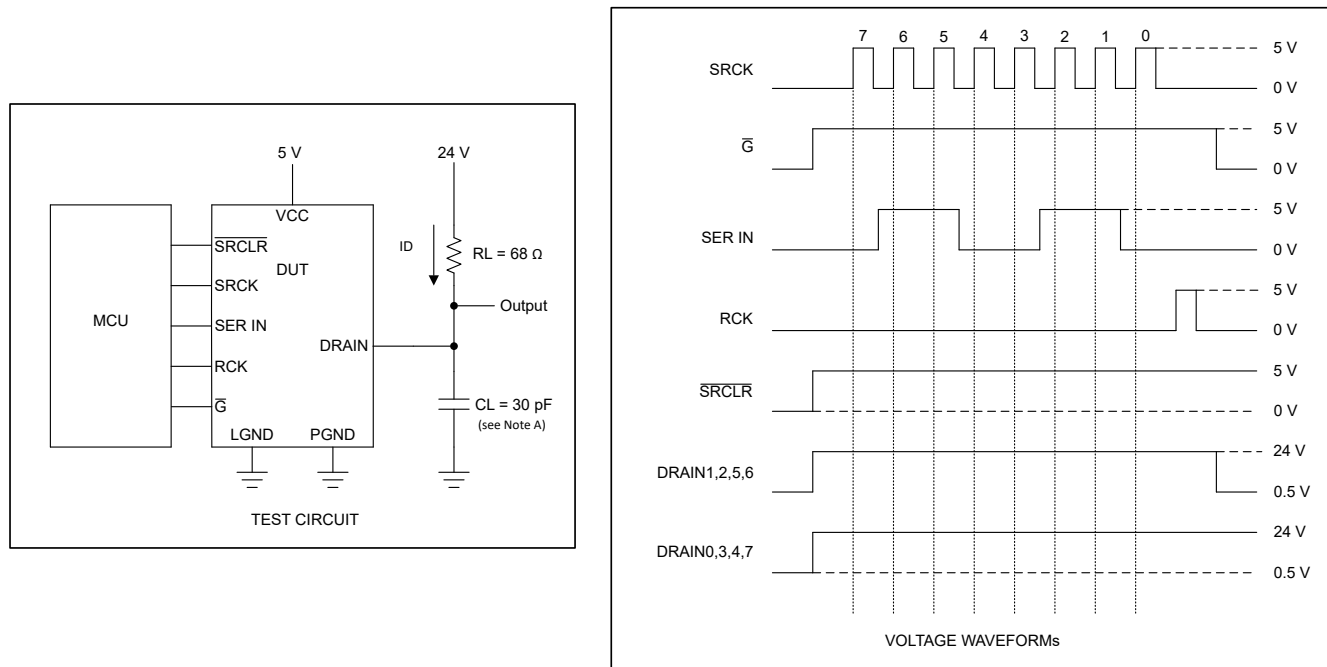 5 V
24 V
VCC
SRCLR
DUT
SRCK
SER IN
RCK
G
MCU
LGND
PGND
DRAIN
ID
RL = 68 Ω
Output
CL = 30 pF
(see Note A)
TEST CIRCUIT
7 6 5 4 3 2 1 0
SRCK
5 V
0 V
G
5 V
0 V
SER IN
5 V
0 V
RCK
5 V
0 V
SRCLR
5 V
0 V
DRAIN1,2,5,6
24 V
0.5 V
DRAIN0,3,4,7
24 V
0.5 V
VOLTAGE WAVEFORMs